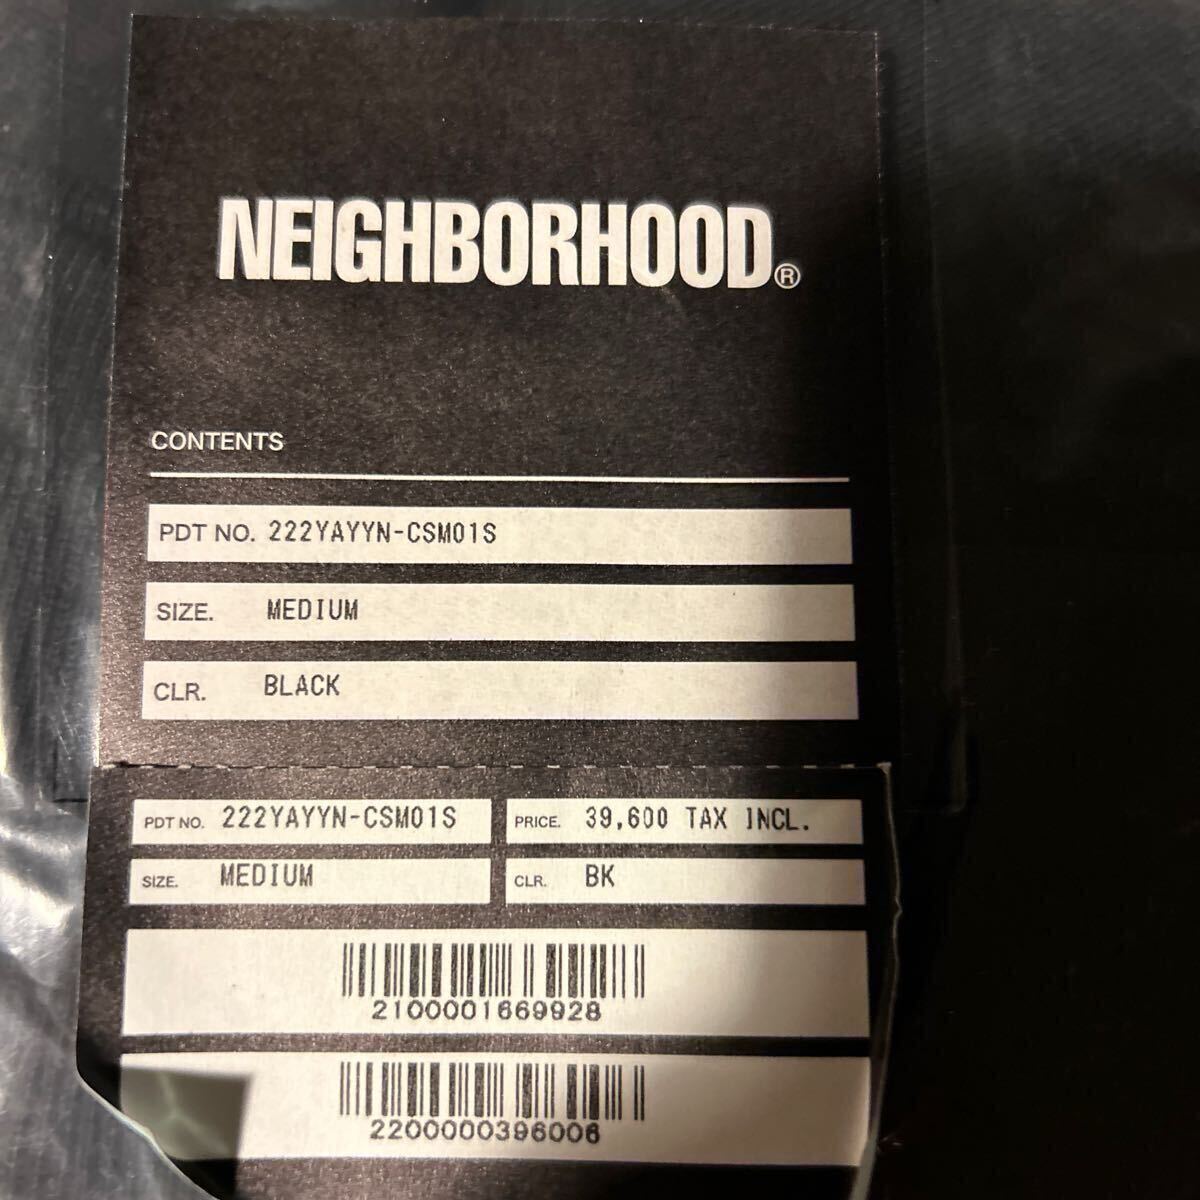 NEIGHBORHOOD®
CONTENTS
PDT NO. 222YAYYN-CSM01S
SIZE. MEDIUM
CLR. BLACK
PDT NO. 222YAYYN-CSM01S PRICE. 39,600 TAX INCL.
SIZE. MEDIUM CLR. BK
2100001669928
2200000396006